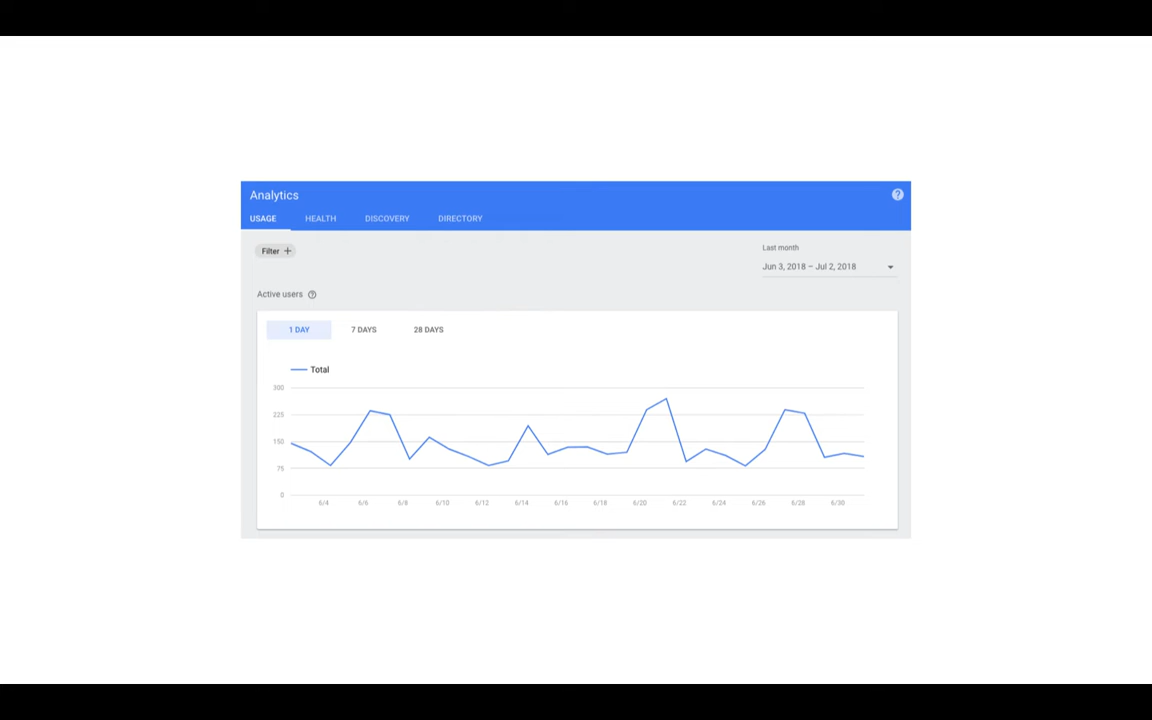 Analytics
USAGE HEALTH DISCOVERY DIRECTORY
Filter
Last month
Jun 3, 2018 – Jul 2, 2018
Active users
1 DAY 7 DAYS 28 DAYS
Total
300
225
150
75
0
6/4 6/6 6/8 6/10 6/12 6/14 6/16 6/18 6/20 6/22 6/24 6/26 6/28 6/30